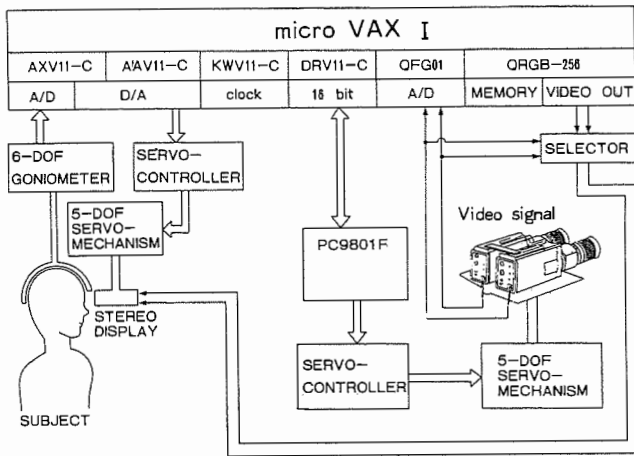 micro VAX I
AXV11-C AAV11-C KWV11-C DRV11-C QFG01 QRGB-256
A/D D/A clock 16 bit A/D MEMORY VIDEO OUT
6-DOF
GONIOMETER
SERVO-
CONTROLLER
SELECTOR
5-DOF
SERVO-
MECHANISM
PC9801F
Video signal
STEREO
DISPLAY
SERVO-
CONTROLLER
5-DOF
SERVO-
MECHANISM
SUBJECT